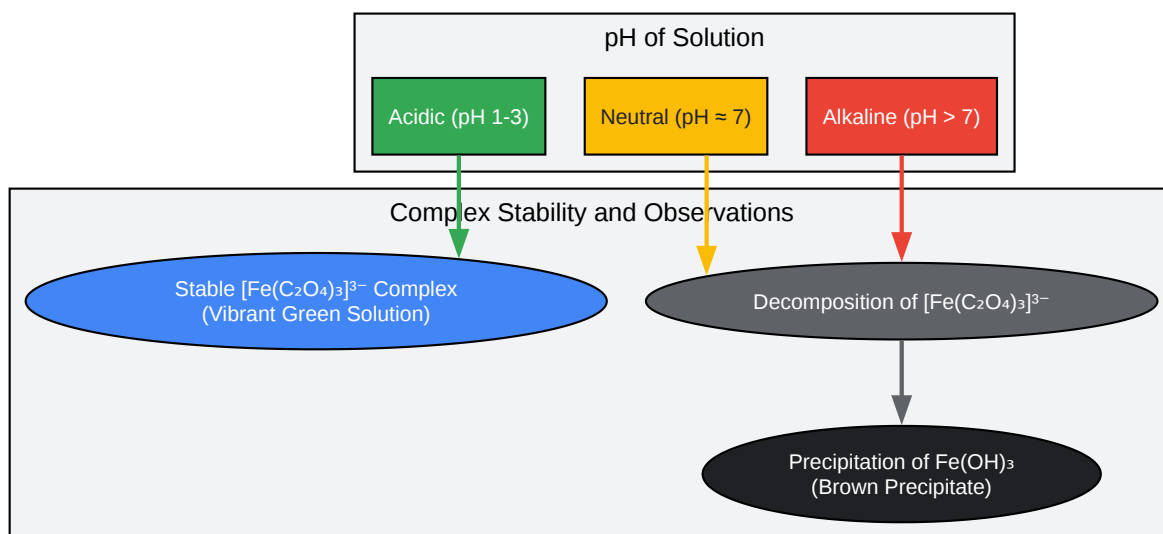 pH of Solution
Acidic (pH 1-3)
Neutral (pH ≈ 7)
Alkaline (pH > 7)
Complex Stability and Observations
Stable [Fe(C₂O₄)₃]³⁻ Complex
(Vibrant Green Solution)
Decomposition of [Fe(C₂O₄)₃]³⁻
Precipitation of Fe(OH)₃
(Brown Precipitate)